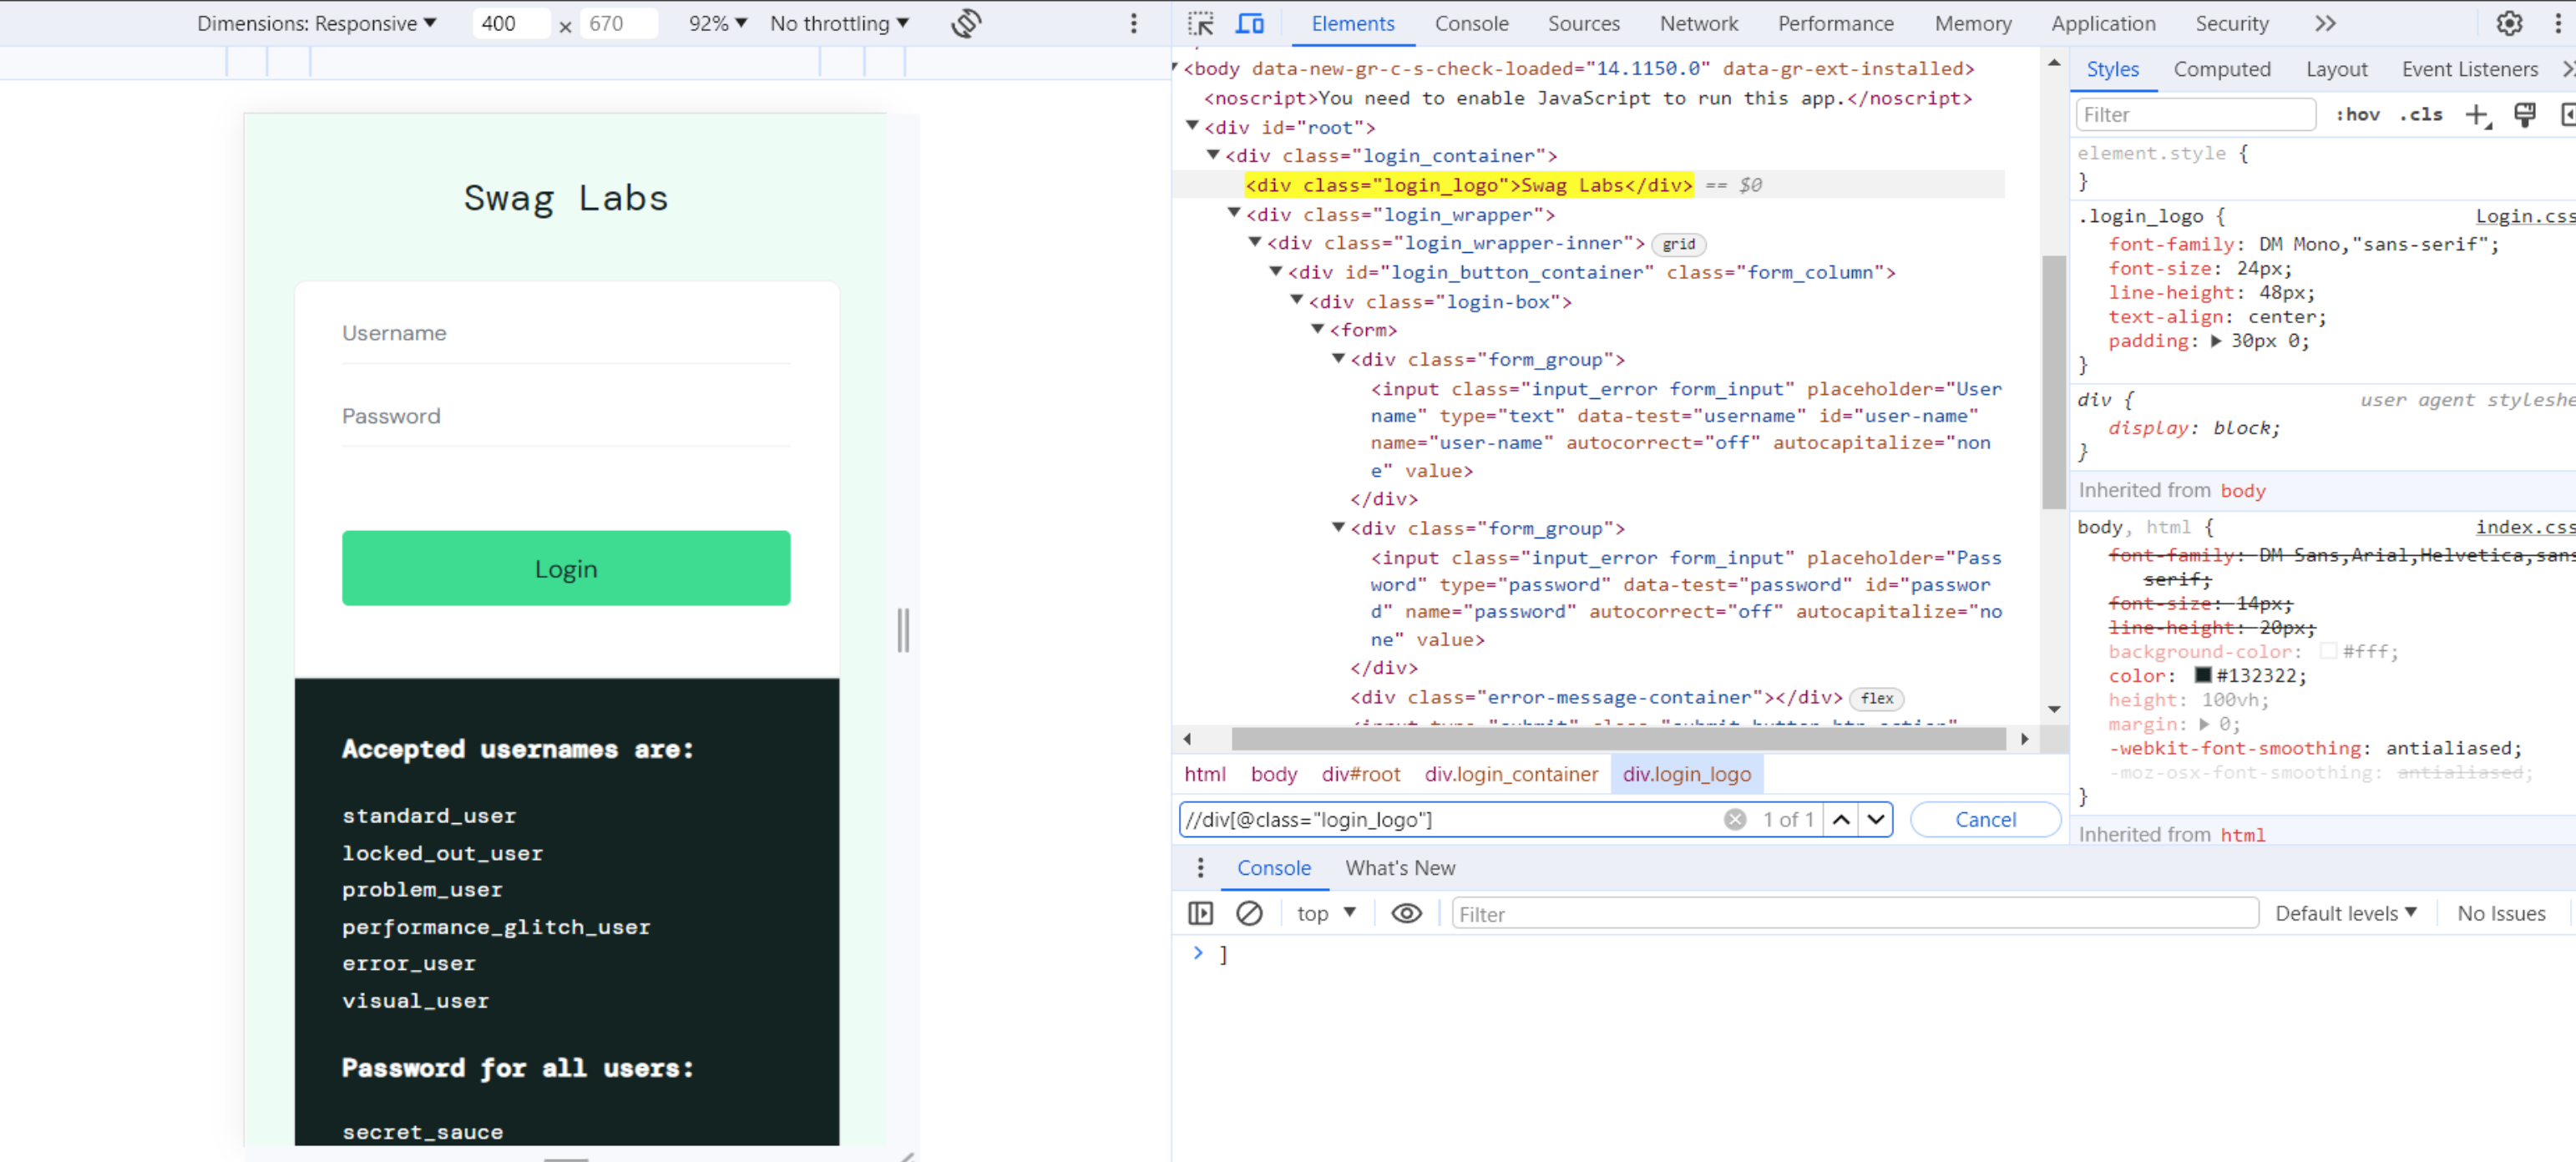 Dimensions: Responsive ▼ 400 × 670 92% ▼ No throttling ▼
Elements Console Sources Network Performance Memory Application Security
<body data-new-gr-c-s-check-loaded="14.1150.0" data-gr-ext-installed>
<noscript>You need to enable JavaScript to run this app.</noscript>
<div id="root">
<div class="login_container">
<div class="login_logo">Swag Labs</div> == $0
<div class="login_wrapper">
<div class="login_wrapper-inner"> grid
<div id="login_button_container" class="form_column">
<div class="login-box">
<form>
<div class="form_group">
<input class="input_error form_input" placeholder="User
name" type="text" data-test="username" id="user-name"
name="user-name" autocorrect="off" autocapitalize="non
e" value>
</div>
<div class="form_group">
<input class="input_error form_input" placeholder="Pass
word" type="password" data-test="password" id="passwor
d" name="password" autocorrect="off" autocapitalize="no
ne" value>
</div>
<div class="error-message-container"></div> flex
html body div#root div.login_container div.login_logo
//div[@class="login_logo"] 1 of 1 Cancel
Styles Computed Layout Event Listeners
Filter :hov .cls
element.style {
}
.login_logo { Login.css
font-family: DM Mono,"sans-serif";
font-size: 24px;
line-height: 48px;
text-align: center;
padding: ▶ 30px 0;
}
div { user agent styleshe
display: block;
}
Inherited from body
body, html { index.css
font-family: DM Sans,Arial,Helvetica,sans
serif;
font-size: 14px;
line-height: 20px;
background-color: #fff;
color: #132322;
height: 100vh;
margin: ▶ 0;
-webkit-font-smoothing: antialiased;
-moz-osx-font-smoothing: antialiased;
}
Inherited from html
Console What's New
top ▼ Filter Default levels ▼ No Issues
> ]
Swag Labs
Username
Password
Login
Accepted usernames are:
standard_user
locked_out_user
problem_user
performance_glitch_user
error_user
visual_user
Password for all users:
secret_sauce